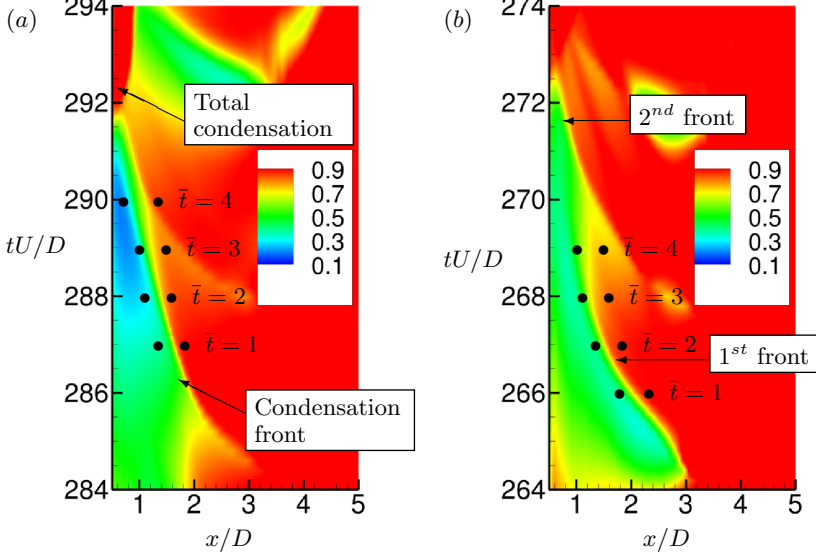 (a)
294
292
290
288
286
284
tU/D
Total
condensation
0.9
0.7
0.5
0.3
0.1
t̄ = 4
t̄ = 3
t̄ = 2
t̄ = 1
Condensation
front
1 2 3 4 5
x/D
(b)
274
272
270
268
266
264
tU/D
2nd front
0.9
0.7
0.5
0.3
0.1
t̄ = 4
t̄ = 3
t̄ = 2
1st front
t̄ = 1
1 2 3 4 5
x/D